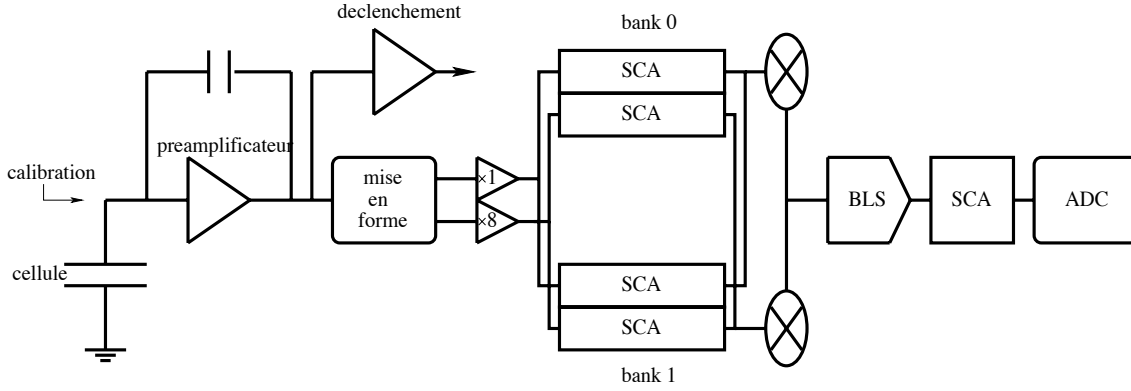 declenchement
bank 0
SCA
SCA
preamplificateur
calibration
mise
en
forme
×1
×8
BLS
SCA
ADC
cellule
SCA
SCA
bank 1